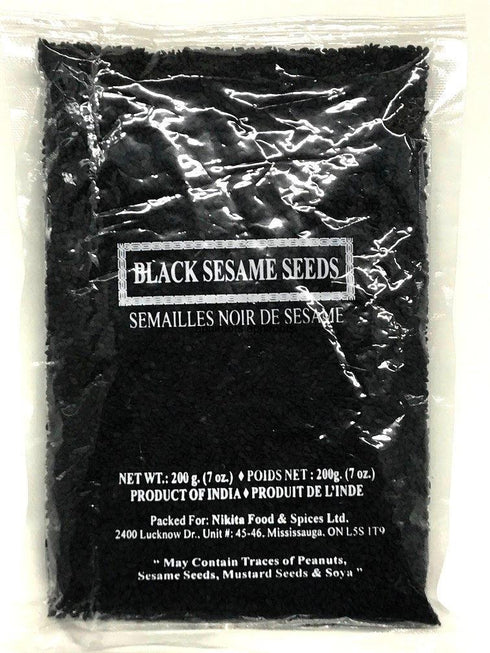 BLACK SESAME SEEDS
SEMAILLES NOIR DE SESAME
NET WT.: 200 g. (7 oz.) ♦ POIDS NET : 200g. (7 oz.)
PRODUCT OF INDIA ♦ PRODUIT DE L'INDE
Packed For: Nikita Food & Spices Ltd.
2400 Lucknow Dr., Unit #: 45-46, Mississauga, ON L5S 1T9
" May Contain Traces of Peanuts,
Sesame Seeds, Mustard Seeds & Soya "